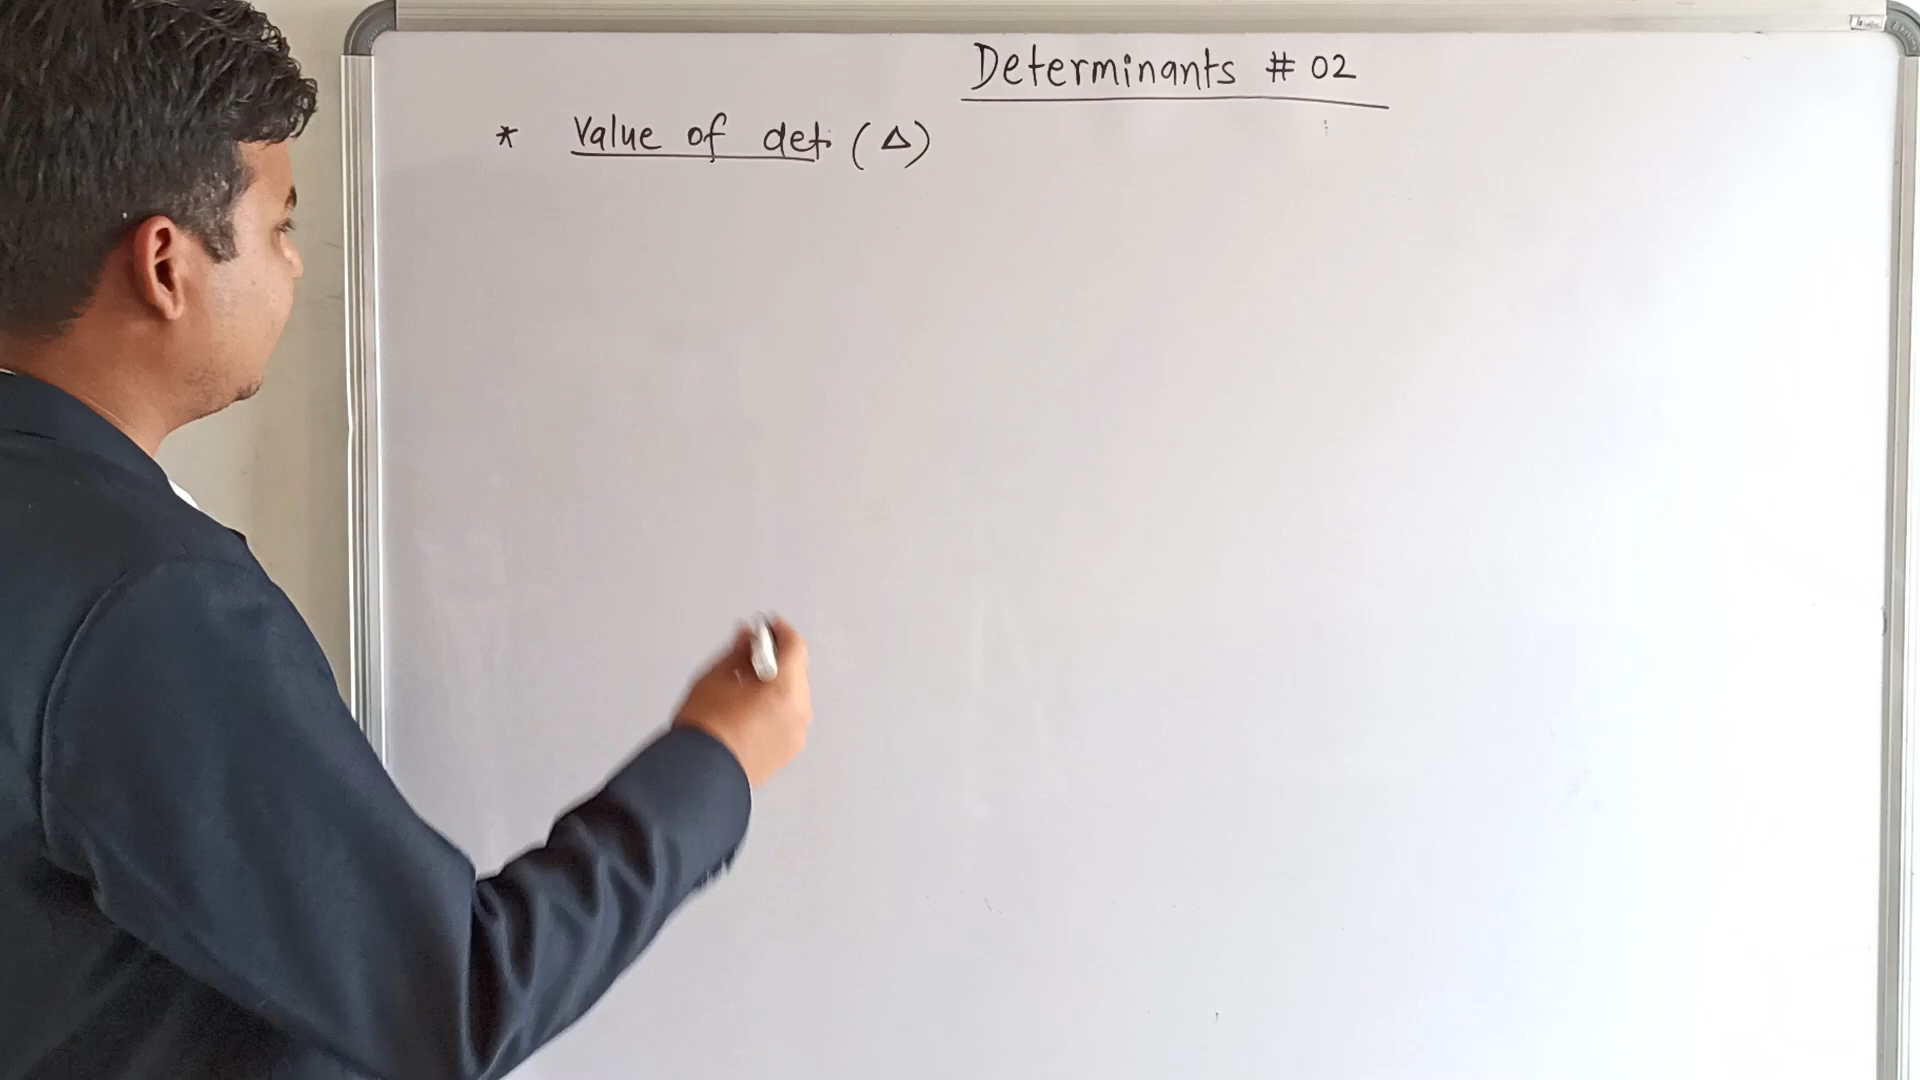 Determinants # 02
* Value of det. (Δ)